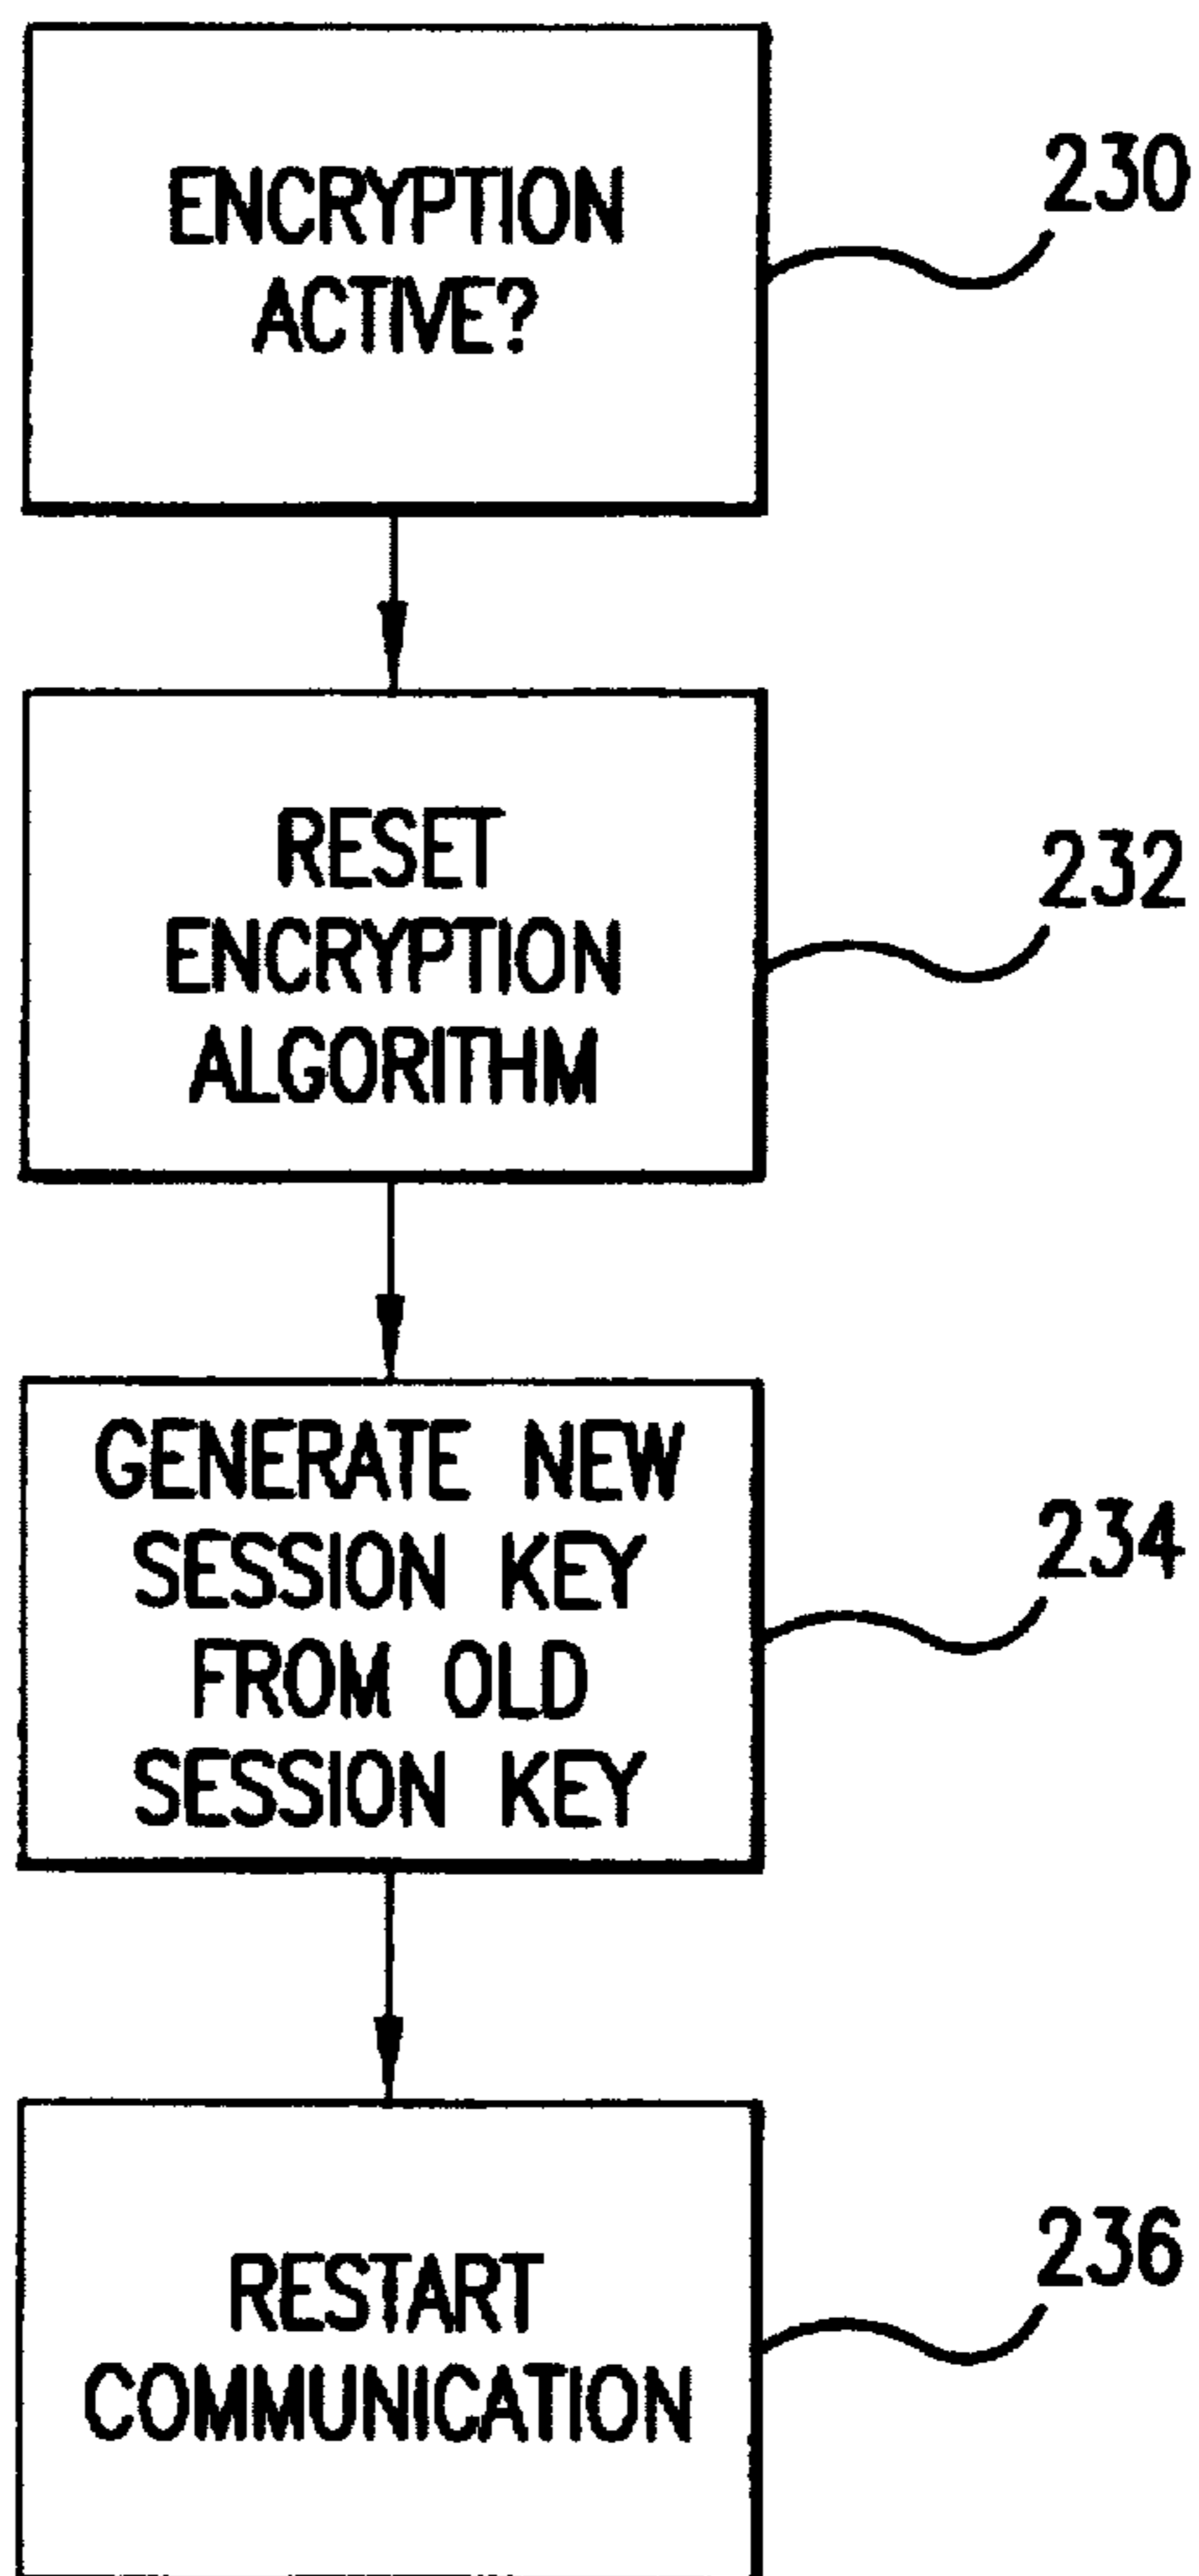 ENCRYPTION
ACTIVE?
230
RESET
ENCRYPTION
ALGORITHM
232
GENERATE NEW
SESSION KEY
FROM OLD
SESSION KEY
234
RESTART
COMMUNICATION
236